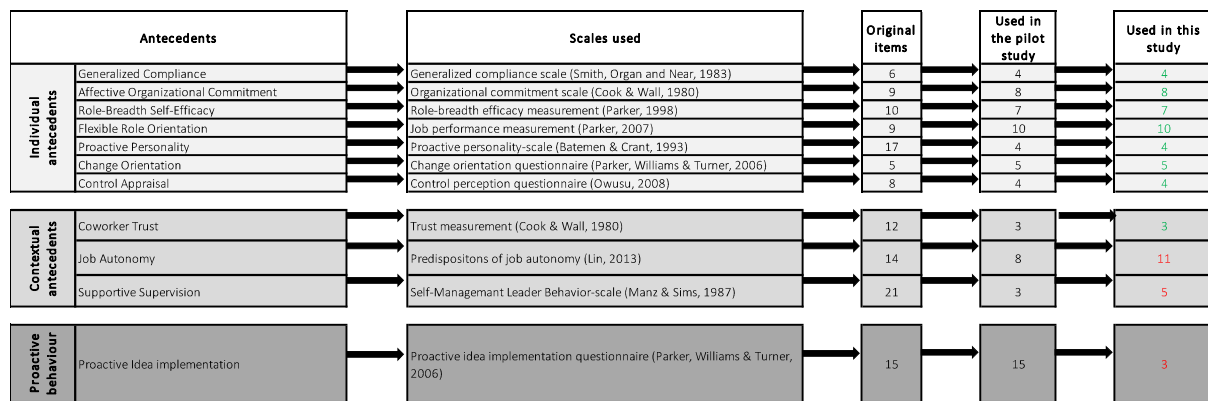 Antecedents Scales used Original items Used in the pilot study Used in this study
Individual antecedents
Generalized Compliance Generalized compliance scale (Smith, Organ and Near, 1983) 6 4 4
Affective Organizational Commitment Organizational commitment scale (Cook & Wall, 1980) 9 8 8
Role-Breadth Self-Efficacy Role-breadth efficacy measurement (Parker, 1998) 10 7 7
Flexible Role Orientation Job performance measurement (Parker, 2007) 9 10 10
Proactive Personality Proactive personality-scale (Batemen & Crant, 1993) 17 4 4
Change Orientation Change orientation questionnaire (Parker, Williams & Turner, 2006) 5 5 5
Control Appraisal Control perception questionnaire (Owusu, 2008) 8 4 4
Contextual antecedents
Coworker Trust Trust measurement (Cook & Wall, 1980) 12 3 3
Job Autonomy Predispositons of job autonomy (Lin, 2013) 14 8 11
Supportive Supervision Self-Managemant Leader Behavior-scale (Manz & Sims, 1987) 21 3 5
Proactive behaviour
Proactive Idea implementation Proactive idea implementation questionnaire (Parker, Williams & Turner, 2006) 15 15 3